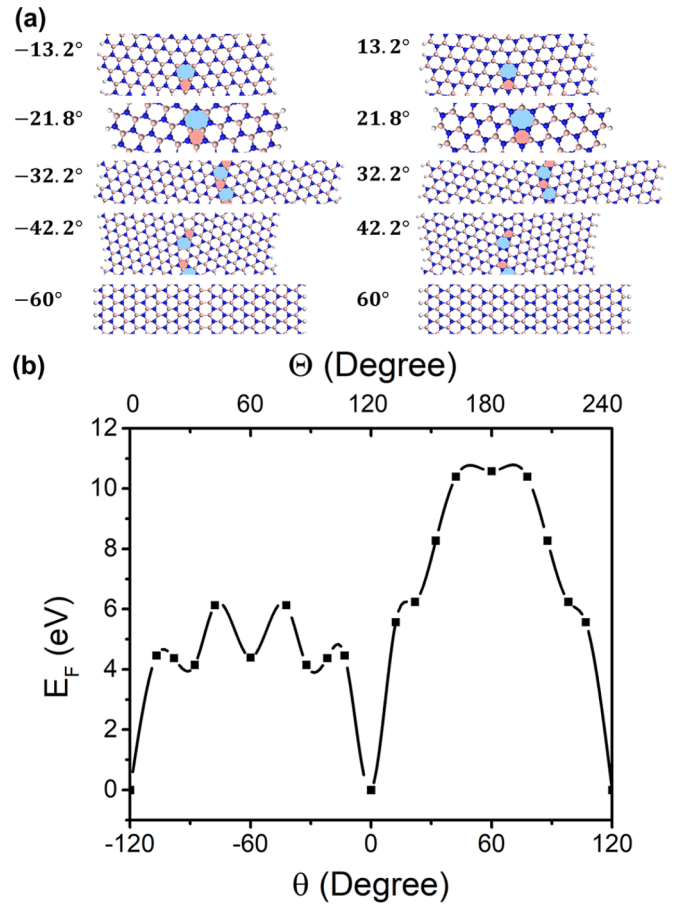 (a)
−13.2° 13.2°
−21.8° 21.8°
−32.2° 32.2°
−42.2° 42.2°
−60° 60°
(b) Θ (Degree)
0 60 120 180 240
12
10
8
6
4
2
0
E_F (eV)
-120 -60 0 60 120
θ (Degree)